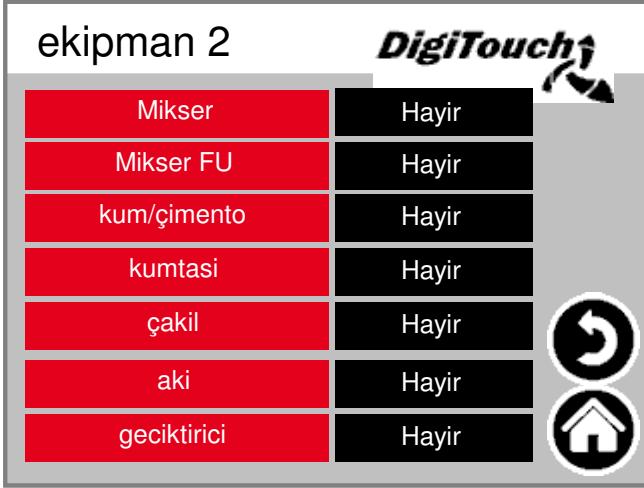 ekipman 2
DigiTouch
Mikser Hayir
Mikser FU Hayir
kum/çimento Hayir
kumtasi Hayir
çakil Hayir
aki Hayir
geciktirici Hayir